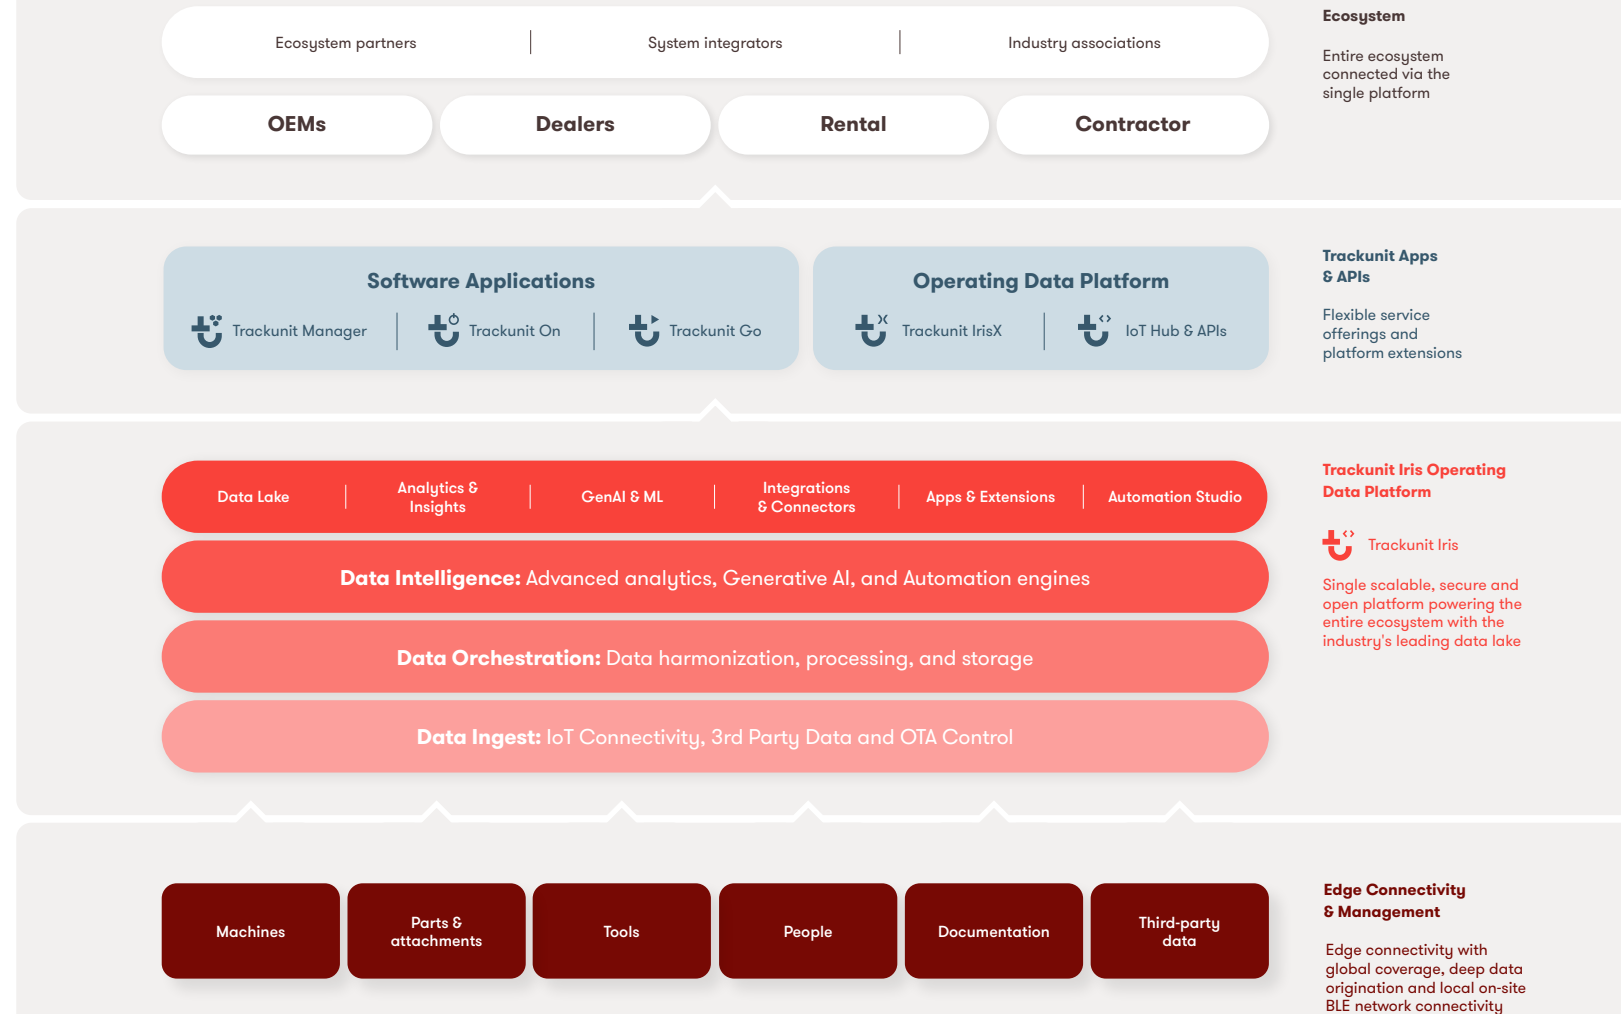 Ecosystem partners
System integrators
Industry associations
OEMs
Dealers
Rental
Contractor
Ecosystem
Entire ecosystem
connected via the
single platform
Software Applications
Trackunit Manager
Trackunit On
Trackunit Go
Operating Data Platform
Trackunit IrisX
IoT Hub & APIs
Trackunit Apps
& APIs
Flexible service
offerings and
platform extensions
Data Lake
Analytics &
Insights
GenAI & ML
Integrations
& Connectors
Apps & Extensions
Automation Studio
Data Intelligence: Advanced analytics, Generative AI, and Automation engines
Data Orchestration: Data harmonization, processing, and storage
Data Ingest: IoT Connectivity, 3rd Party Data and OTA Control
Trackunit Iris Operating
Data Platform
Trackunit Iris
Single scalable, secure and
open platform powering the
entire ecosystem with the
industry's leading data lake
Machines
Parts &
attachments
Tools
People
Documentation
Third-party
data
Edge Connectivity
& Management
Edge connectivity with
global coverage, deep data
origination and local on-site
BLE network connectivity